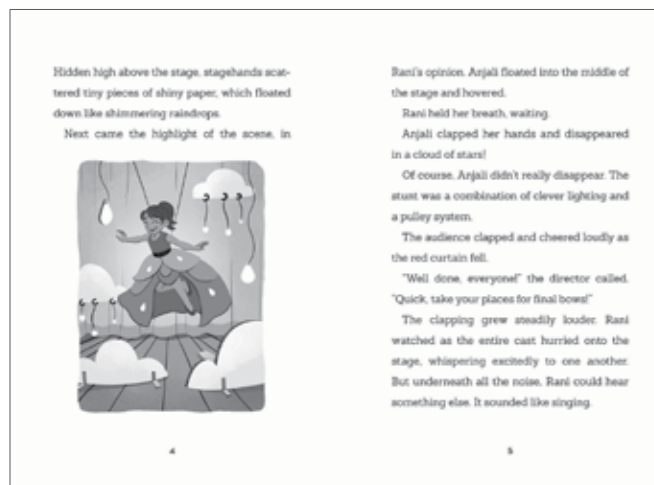 Hidden high above the stage, stagehands scat-
tered tiny pieces of shiny paper, which floated
down like shimmering raindrops.
Next came the highlight of the scene, in
4
Rani's opinion. Anjali floated into the middle of
the stage and hovered.
Rani held her breath, waiting.
Anjali clapped her hands and disappeared
in a cloud of stars!
Of course, Anjali didn't really disappear. The
stunt was a combination of clever lighting and
a pulley system.
The audience clapped and cheered loudly as
the red curtain fell.
"Well done, everyone!" the director called.
"Quick, take your places for final bows!"
The clapping grew steadily louder. Rani
watched as the entire cast hurried onto the
stage, whispering excitedly to one another.
But underneath all the noise, Rani could hear
something else. It sounded like singing.
5